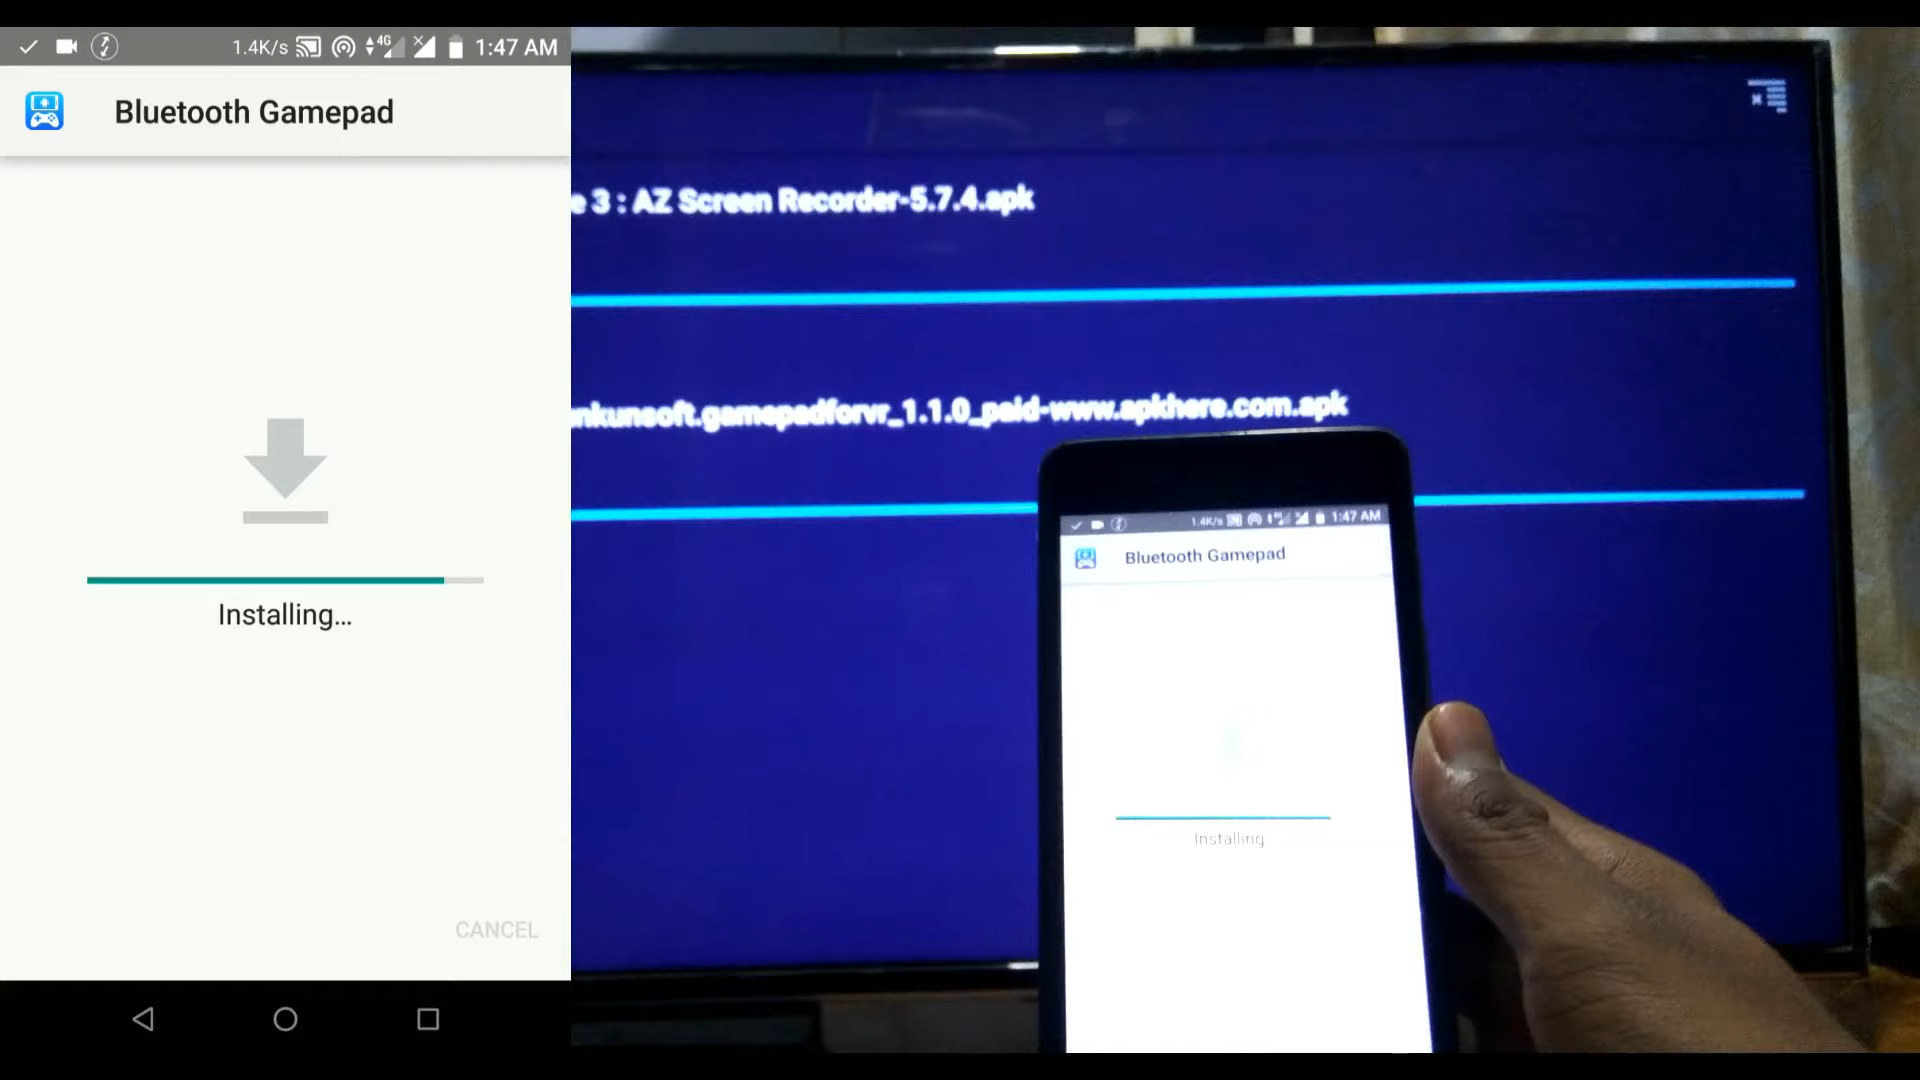 1.4K/s 4G 1:47 AM
Bluetooth Gamepad
Installing...
CANCEL
e 3 : AZ Screen Recorder-5.7.4.apk
nkunsoft.gamepadforvr_1.1.0_paid-www.apkhere.com.apk
1.4K/s 1:47 AM
Bluetooth Gamepad
Installing